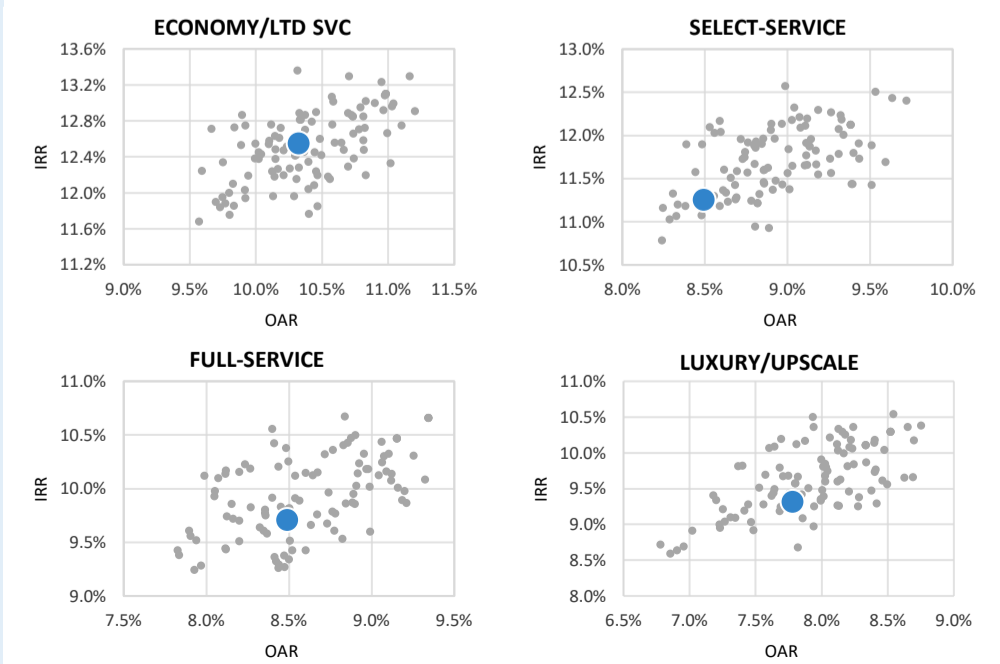 ECONOMY/LTD SVC
13.6%
13.2%
12.8%
12.4%
12.0%
11.6%
11.2%
IRR
9.0% 9.5% 10.0% 10.5% 11.0% 11.5%
OAR
SELECT-SERVICE
13.0%
12.5%
12.0%
11.5%
11.0%
10.5%
IRR
8.0% 8.5% 9.0% 9.5% 10.0%
OAR
FULL-SERVICE
11.0%
10.5%
10.0%
9.5%
9.0%
IRR
7.5% 8.0% 8.5% 9.0% 9.5%
OAR
LUXURY/UPSCALE
11.0%
10.5%
10.0%
9.5%
9.0%
8.5%
8.0%
IRR
6.5% 7.0% 7.5% 8.0% 8.5% 9.0%
OAR